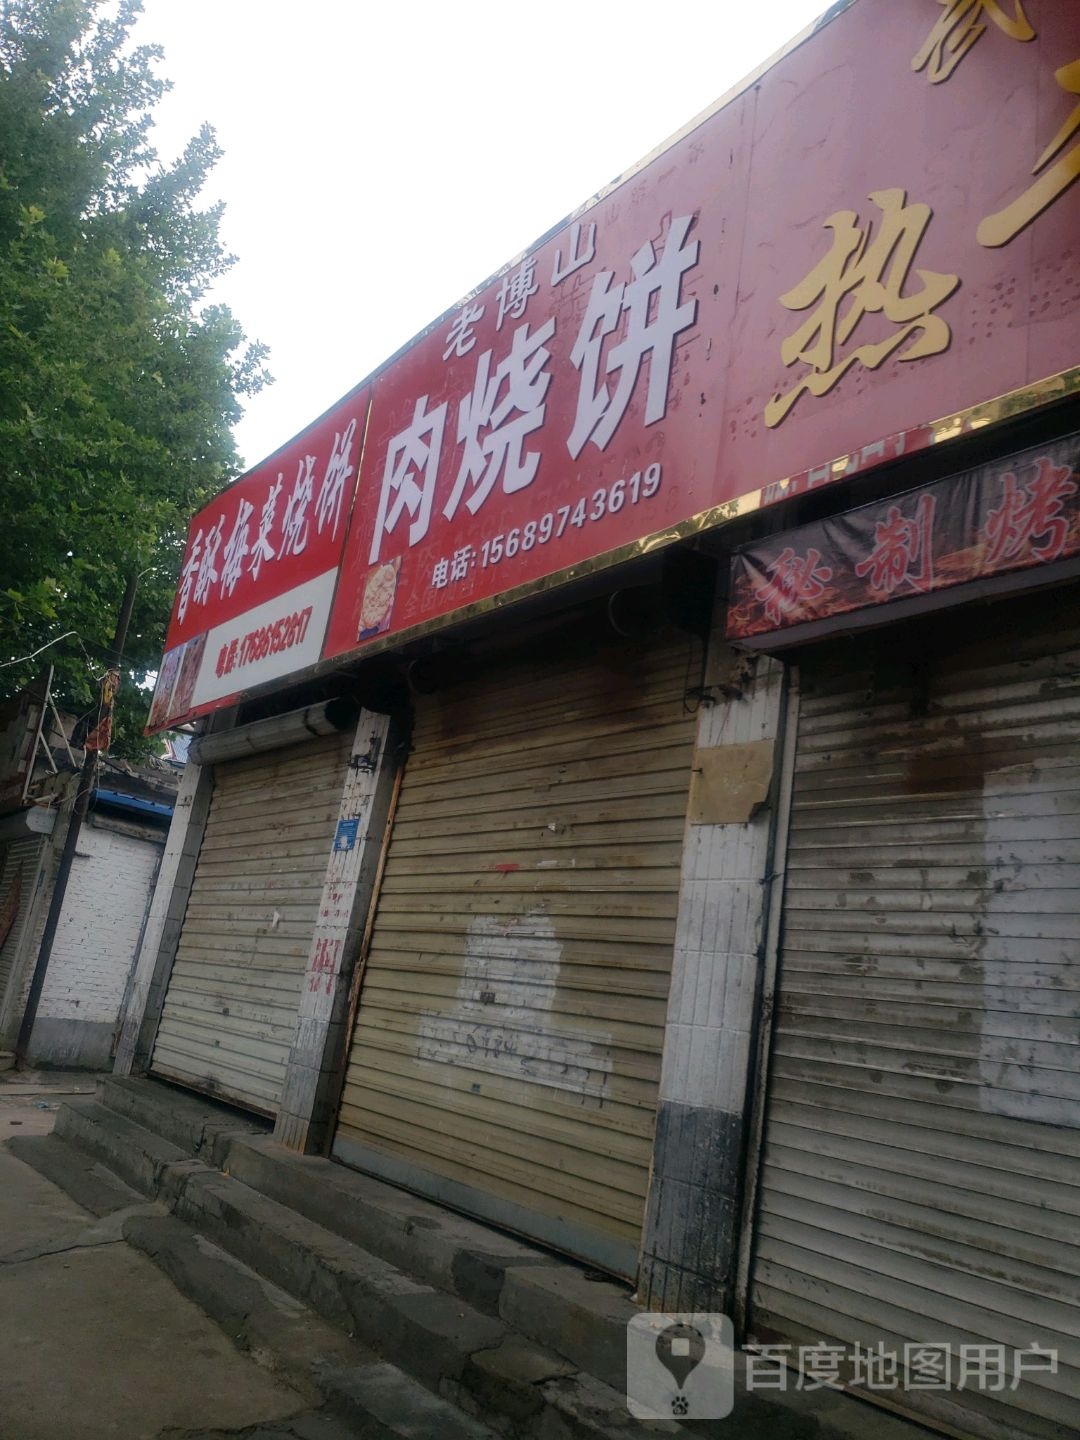 香酥梅菜烧饼
电话:17686152617
老博山
肉烧饼
电话:15689743619
热
秘制烤
百度地图用户